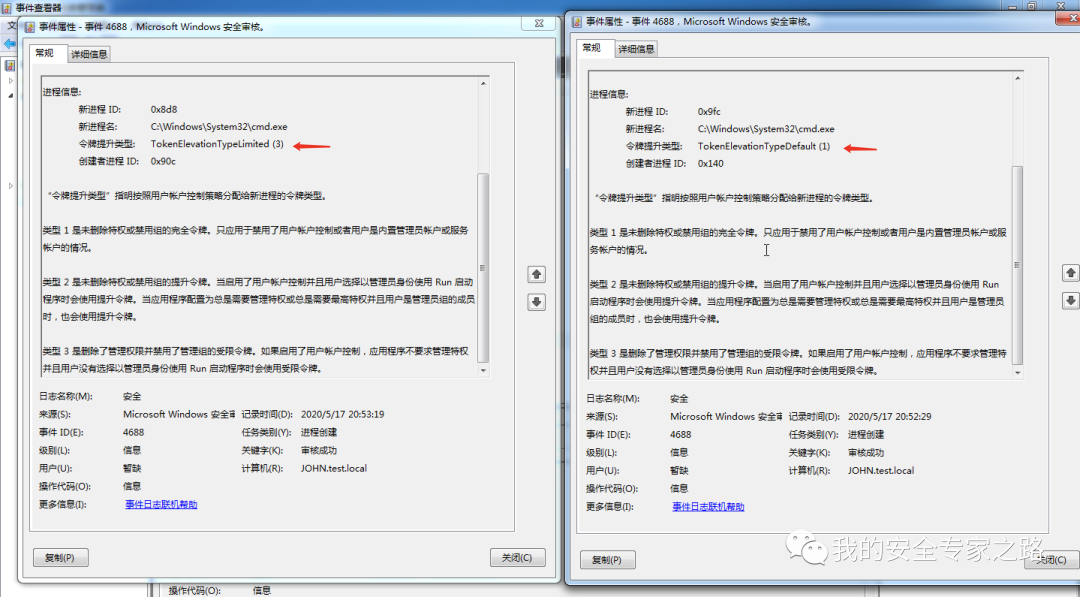 事件查看器
事件属性 - 事件 4688，Microsoft Windows 安全审核。
常规 详细信息
进程信息:
新进程 ID: 0x8d8
新进程名: C:\Windows\System32\cmd.exe
令牌提升类型: TokenElevationTypeLimited (3)
创建者进程 ID: 0x90c
“令牌提升类型”指明按照用户帐户控制策略分配给新进程的令牌类型。
类型 1 是未删除特权或禁用组的完全令牌。只应用于禁用了用户帐户控制或者用户是内置管理员帐户或服务
帐户的情况。
类型 2 是未删除特权或禁用组的提升令牌。当启用了用户帐户控制并且用户选择以管理员身份使用 Run 启动
程序时会使用提升令牌。当应用程序配置为总是需要管理特权或总是需要最高特权并且用户是管理员组的成员
时，也会使用提升令牌。
类型 3 是删除了管理权限并禁用了管理组的受限令牌。如果启用了用户帐户控制，应用程序不要求管理特权
并且用户没有选择以管理员身份使用 Run 启动程序时会使用受限令牌。
日志名称(M): 安全
来源(S): Microsoft Windows 安全审 记录时间(D): 2020/5/17 20:53:19
事件 ID(E): 4688 任务类别(Y): 进程创建
级别(L): 信息 关键字(K): 审核成功
用户(U): 暂缺 计算机(R): JOHN.test.local
操作代码(O): 信息
更多信息(I): 事件日志联机帮助
复制(P) 关闭(C)
事件属性 - 事件 4688，Microsoft Windows 安全审核。
常规 详细信息
进程信息:
新进程 ID: 0x9fc
新进程名: C:\Windows\System32\cmd.exe
令牌提升类型: TokenElevationTypeDefault (1)
创建者进程 ID: 0x140
“令牌提升类型”指明按照用户帐户控制策略分配给新进程的令牌类型。
类型 1 是未删除特权或禁用组的完全令牌。只应用于禁用了用户帐户控制或者用户是内置管理员帐户或服
务帐户的情况。
类型 2 是未删除特权或禁用组的提升令牌。当启用了用户帐户控制并且用户选择以管理员身份使用 Run
启动程序时会使用提升令牌。当应用程序配置为总是需要管理特权或总是需要最高特权并且用户是管理员
组的成员时，也会使用提升令牌。
类型 3 是删除了管理权限并禁用了管理组的受限令牌。如果启用了用户帐户控制，应用程序不要求管理特
权并且用户没有选择以管理员身份使用 Run 启动程序时会使用受限令牌。
日志名称(M): 安全
来源(S): Microsoft Windows 安全审 记录时间(D): 2020/5/17 20:52:29
事件 ID(E): 4688 任务类别(Y): 进程创建
级别(L): 信息 关键字(K): 审核成功
用户(U): 暂缺 计算机(R): JOHN.test.local
操作代码(O): 信息
更多信息(I): 事件日志联机帮助
复制(P) 关闭(C)
我的安全专家之路
操作代码(O): 信息